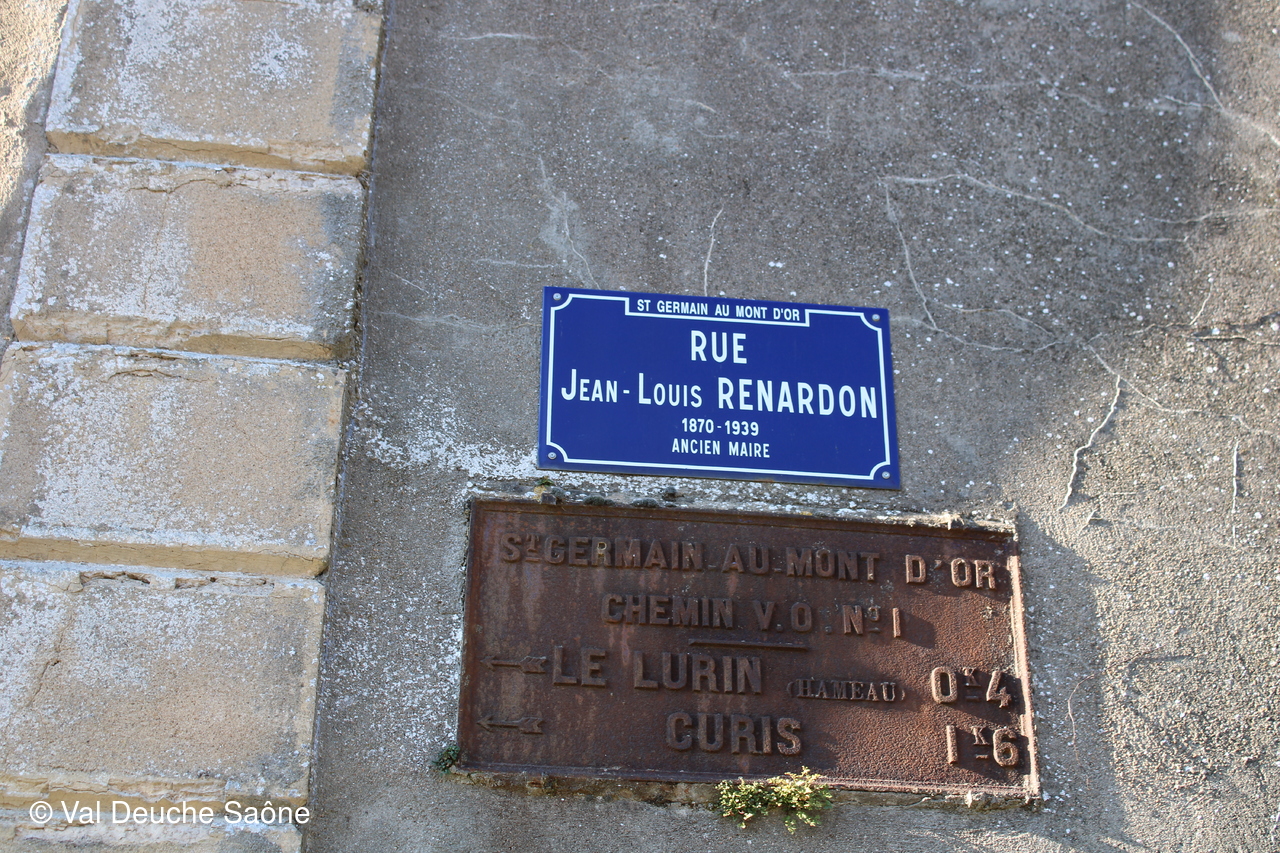 ST GERMAIN AU MONT D'OR
RUE
JEAN-LOUIS RENARDON
1870-1939
ANCIEN MAIRE
ST GERMAIN-AU-MONT D'OR
CHEMIN V.O. No 1
LE LURIN (HAMEAU) 0K4
CURIS 1K6
© Val Deuche Saône